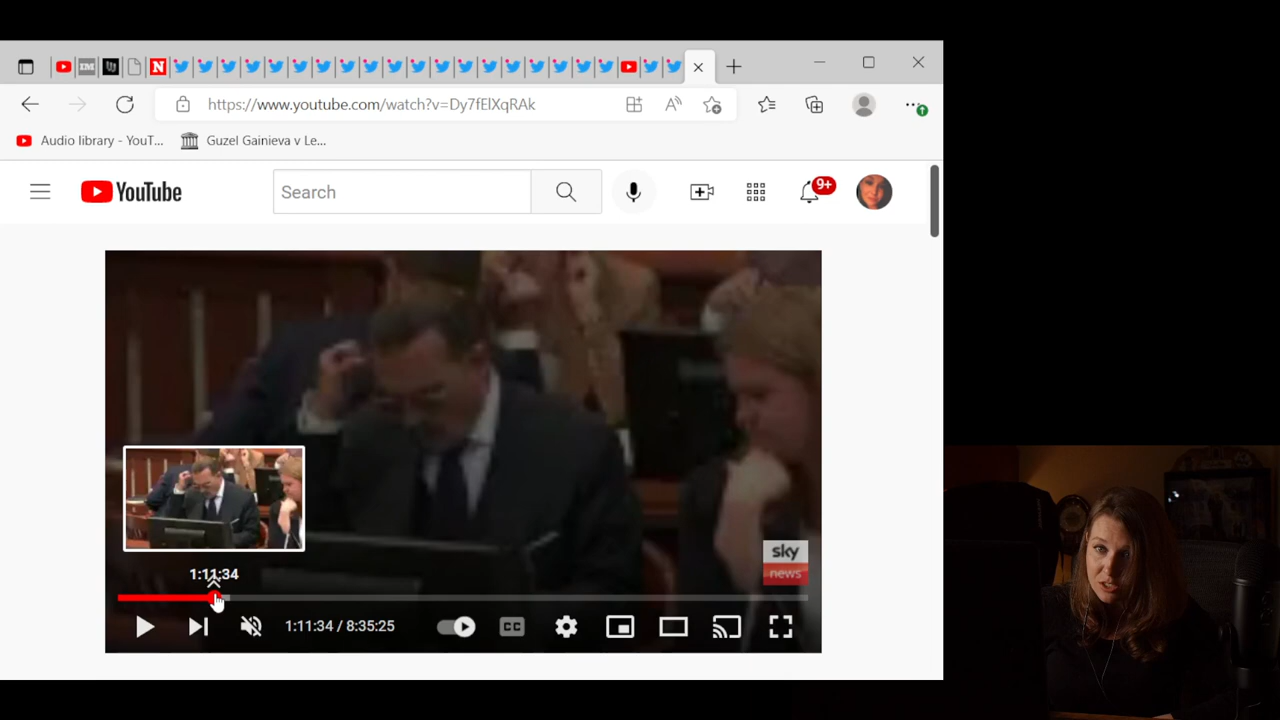 https://www.youtube.com/watch?v=Dy7fElXqRAk
Audio library - YouT...
Guzel Gainieva v Le...
YouTube
Search
9+
1:11:34
sky
news
1:11:34 / 8:35:25
CC